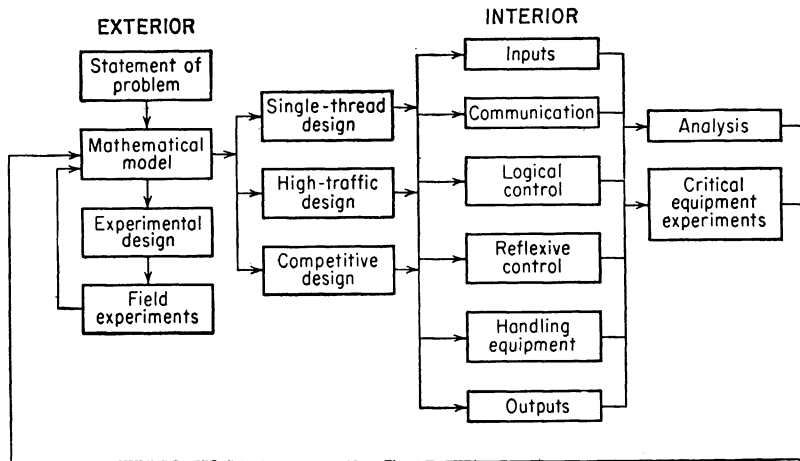 EXTERIOR
Statement of
problem
Mathematical
model
Experimental
design
Field
experiments
Single-thread
design
High-traffic
design
Competitive
design
INTERIOR
Inputs
Communication
Logical
control
Reflexive
control
Handling
equipment
Outputs
Analysis
Critical
equipment
experiments